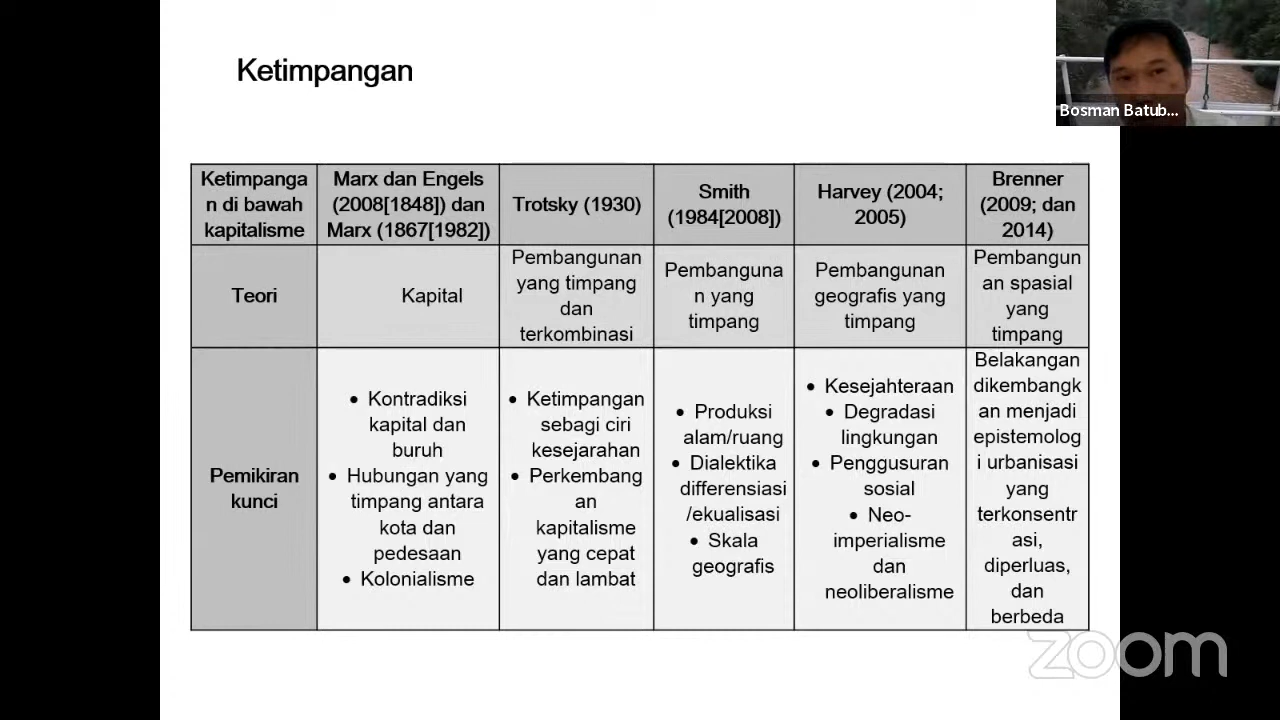 Ketimpangan
Bosman Batub...
Ketimpanga
n di bawah
kapitalisme
Marx dan Engels
(2008[1848]) dan
Marx (1867[1982])
Trotsky (1930)
Smith
(1984[2008])
Harvey (2004;
2005)
Brenner
(2009; dan
2014)
Teori
Kapital
Pembangunan
yang timpang
dan
terkombinasi
Pembanguna
n yang
timpang
Pembangunan
geografis yang
timpang
Pembangun
an spasial
yang
timpang
Pemikiran
kunci
• Kontradiksi
kapital dan
buruh
• Hubungan yang
timpang antara
kota dan
pedesaan
• Kolonialisme
• Ketimpangan
sebagi ciri
kesejarahan
• Perkembang
an
kapitalisme
yang cepat
dan lambat
• Produksi
alam/ruang
• Dialektika
differensiasi
/ekualisasi
• Skala
geografis
• Kesejahteraan
• Degradasi
lingkungan
• Penggusuran
sosial
• Neo-
imperialisme
dan
neoliberalisme
Belakangan
dikembangk
an menjadi
epistemolog
i urbanisasi
yang
terkonsentr
asi,
diperluas,
dan
berbeda
zoom